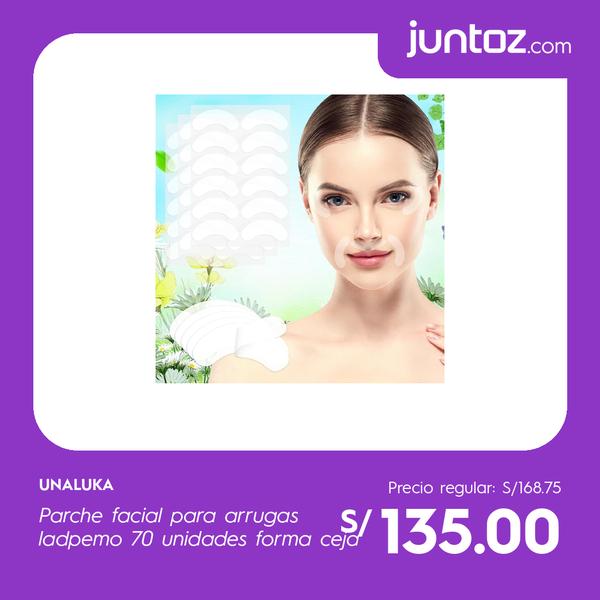 juntoz.com
UNALUKA
Precio regular: S/168.75
Parche facial para arrugas
ladpemo 70 unidades forma ceja
S/ 135.00